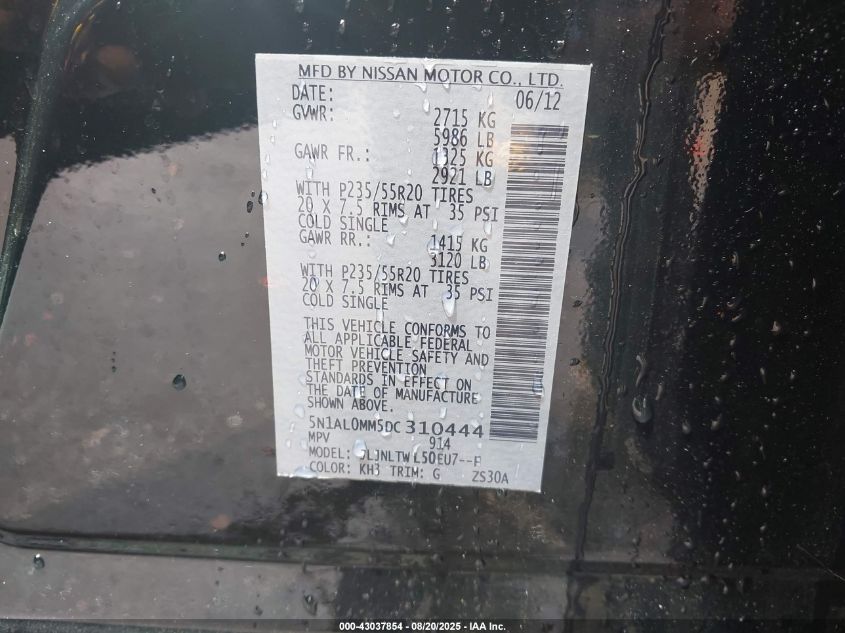 MFD BY NISSAN MOTOR CO., LTD.
DATE: 06/12
GVWR: 2715 KG
5986 LB
GAWR FR.: 1325 KG
2921 LB
WITH P235/55R20 TIRES
20 X 7.5 RIMS AT 35 PSI
COLD SINGLE
GAWR RR.: 1415 KG
3120 LB
WITH P235/55R20 TIRES
20 X 7.5 RIMS AT 35 PSI
COLD SINGLE
THIS VEHICLE CONFORMS TO
ALL APPLICABLE FEDERAL
MOTOR VEHICLE SAFETY AND
THEFT PREVENTION
STANDARDS IN EFFECT ON
THE DATE OF MANUFACTURE
SHOWN ABOVE.
5N1AL0MM5DC310444
MPV 914
MODEL:
COLOR: KH3 TRIM: G ZS30A
000-43037854 - 08/20/2025 - IAA Inc.